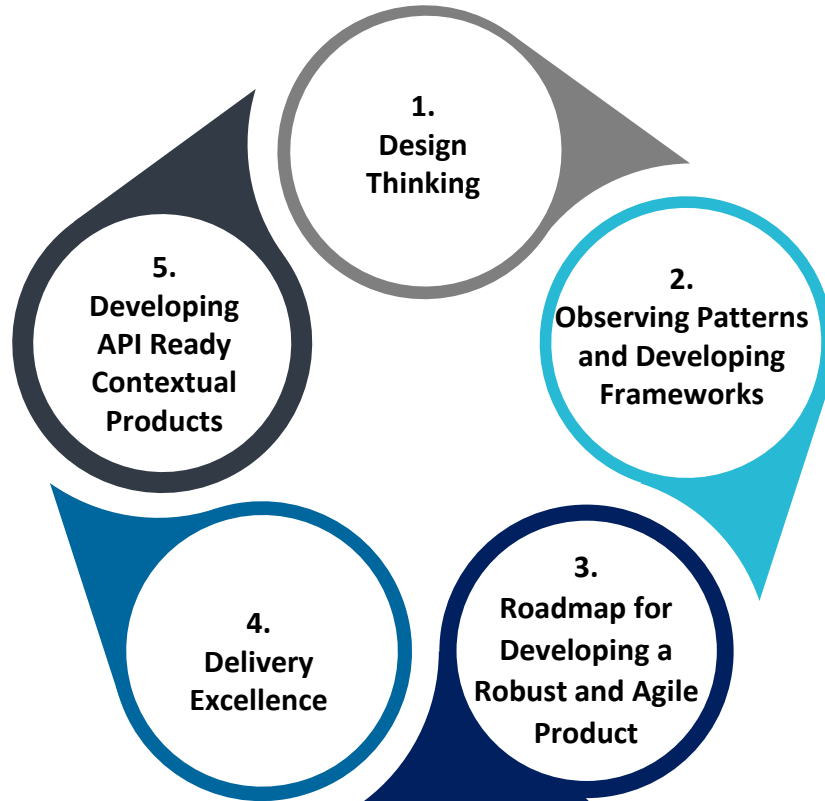 1.
Design
Thinking
2.
Observing Patterns
and Developing
Frameworks
3.
Roadmap for
Developing a
Robust and Agile
Product
4.
Delivery
Excellence
5.
Developing
API Ready
Contextual
Products